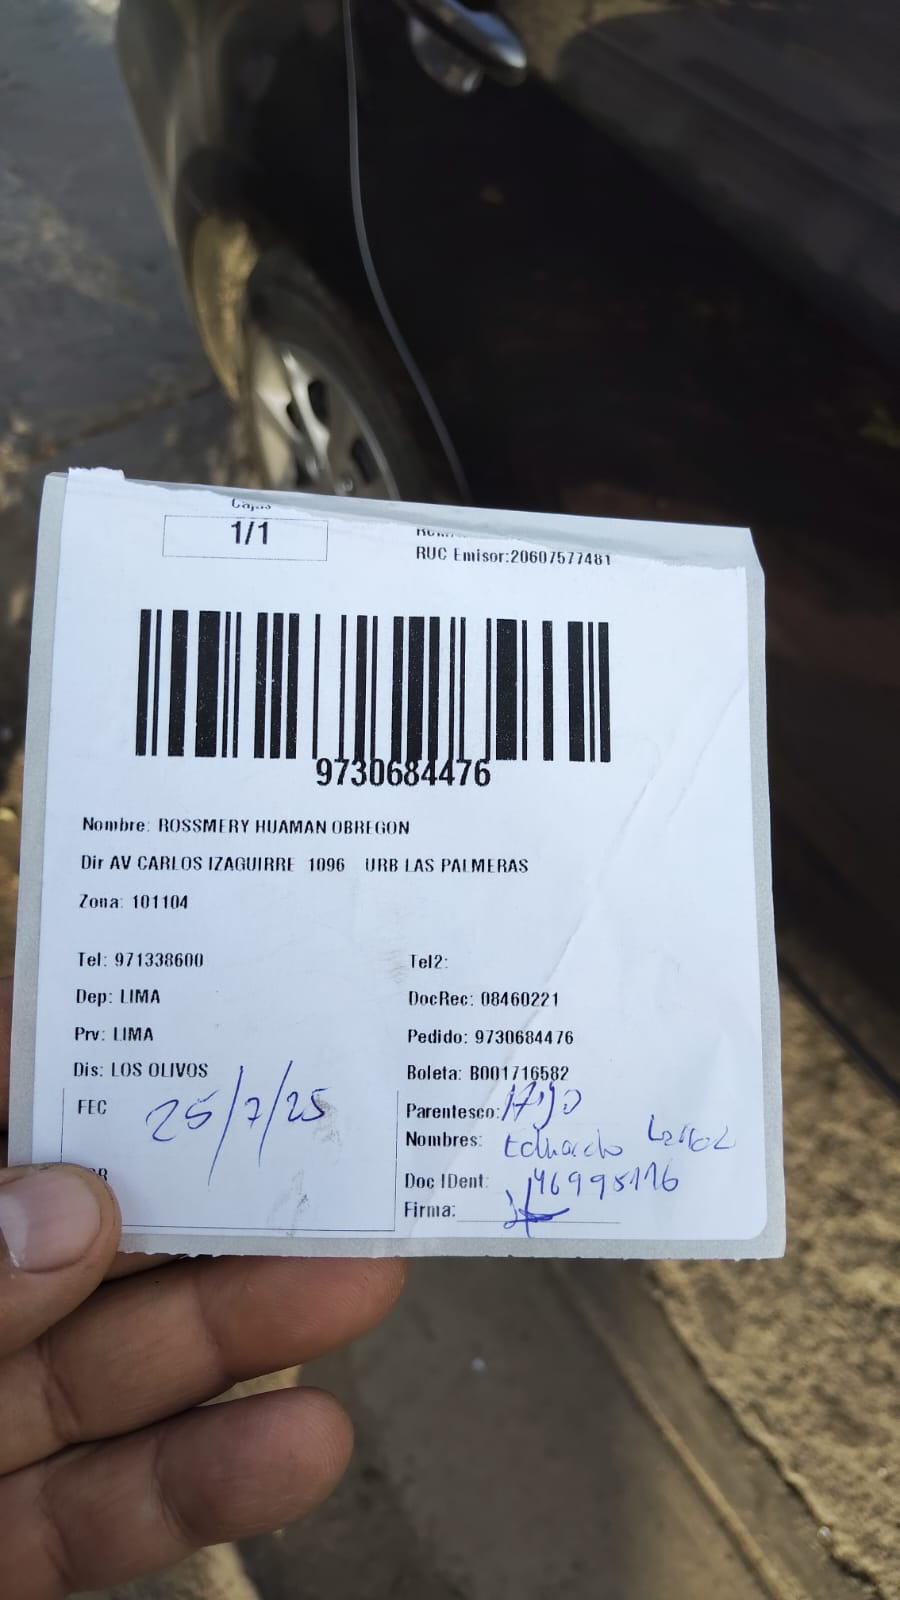 1/1
RUC Emisor:20607577481
9730684476
Nombre: ROSSMERY HUAMAN OBREGON
Dir AV CARLOS IZAGUIRRE 1096 URB LAS PALMERAS
Zona: 101104
Tel: 971338600 Tel2:
Dep: LIMA DocRec: 08460221
Prv: LIMA Pedido: 9730684476
Dis: LOS OLIVOS Boleta: B001716582
FEC 25/7/25 Parentesco: Hijo
Nombres: Eduardo
Doc IDent: 46995116
Firma: